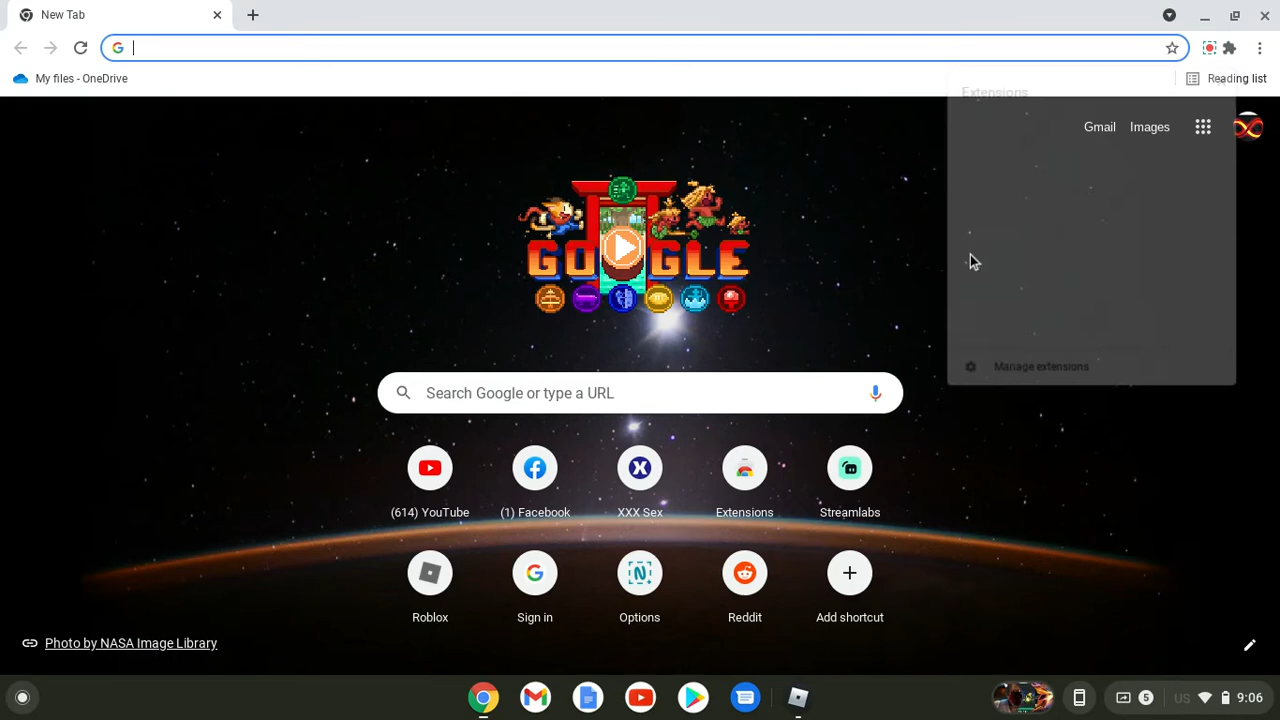 New Tab
My files - OneDrive
Reading list
Extensions
Gmail Images
GOOGLE
Search Google or type a URL
(614) YouTube (1) Facebook XXX Sex Extensions Streamlabs
Manage extensions
Roblox Sign in Options Reddit Add shortcut
Photo by NASA Image Library
5 US 9:06